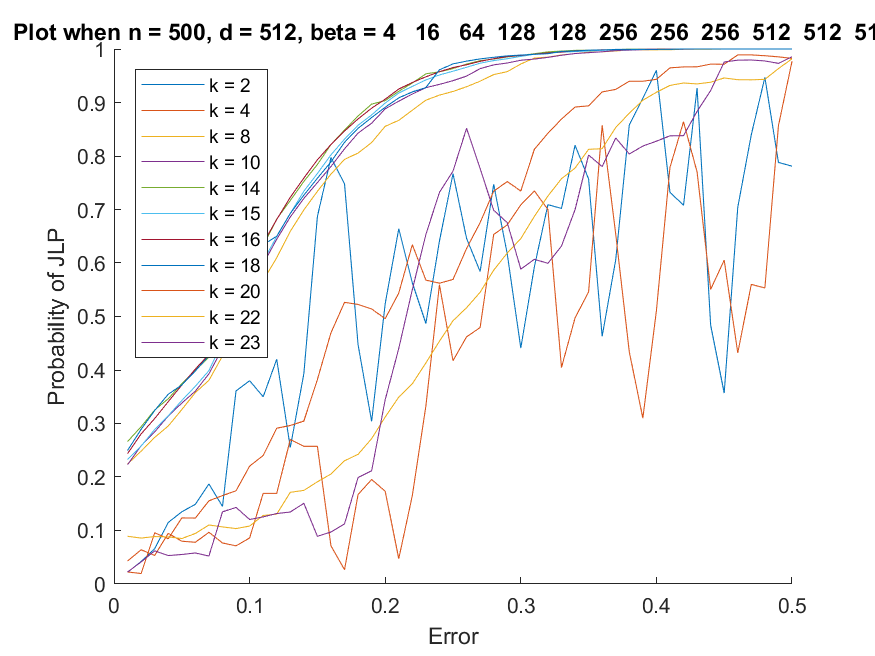 Plot when n = 500, d = 512, beta = 4 16 64 128 128 256 256 256 512 512 51
1
0.9
0.8
0.7
0.6
0.5
0.4
0.3
0.2
0.1
0
Probability of JLP
k = 2
k = 4
k = 8
k = 10
k = 14
k = 15
k = 16
k = 18
k = 20
k = 22
k = 23
0 0.1 0.2 0.3 0.4 0.5
Error